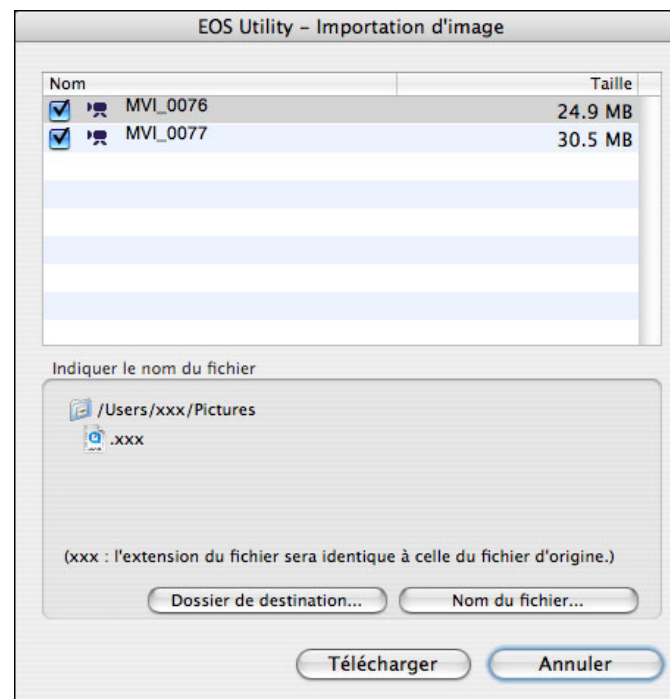 EOS Utility – Importation d'image
Nom Taille
MVI_0076 24.9 MB
MVI_0077 30.5 MB
Indiquer le nom du fichier
/Users/xxx/Pictures
.xxx
(xxx : l'extension du fichier sera identique à celle du fichier d'origine.)
Dossier de destination... Nom du fichier...
Télécharger Annuler